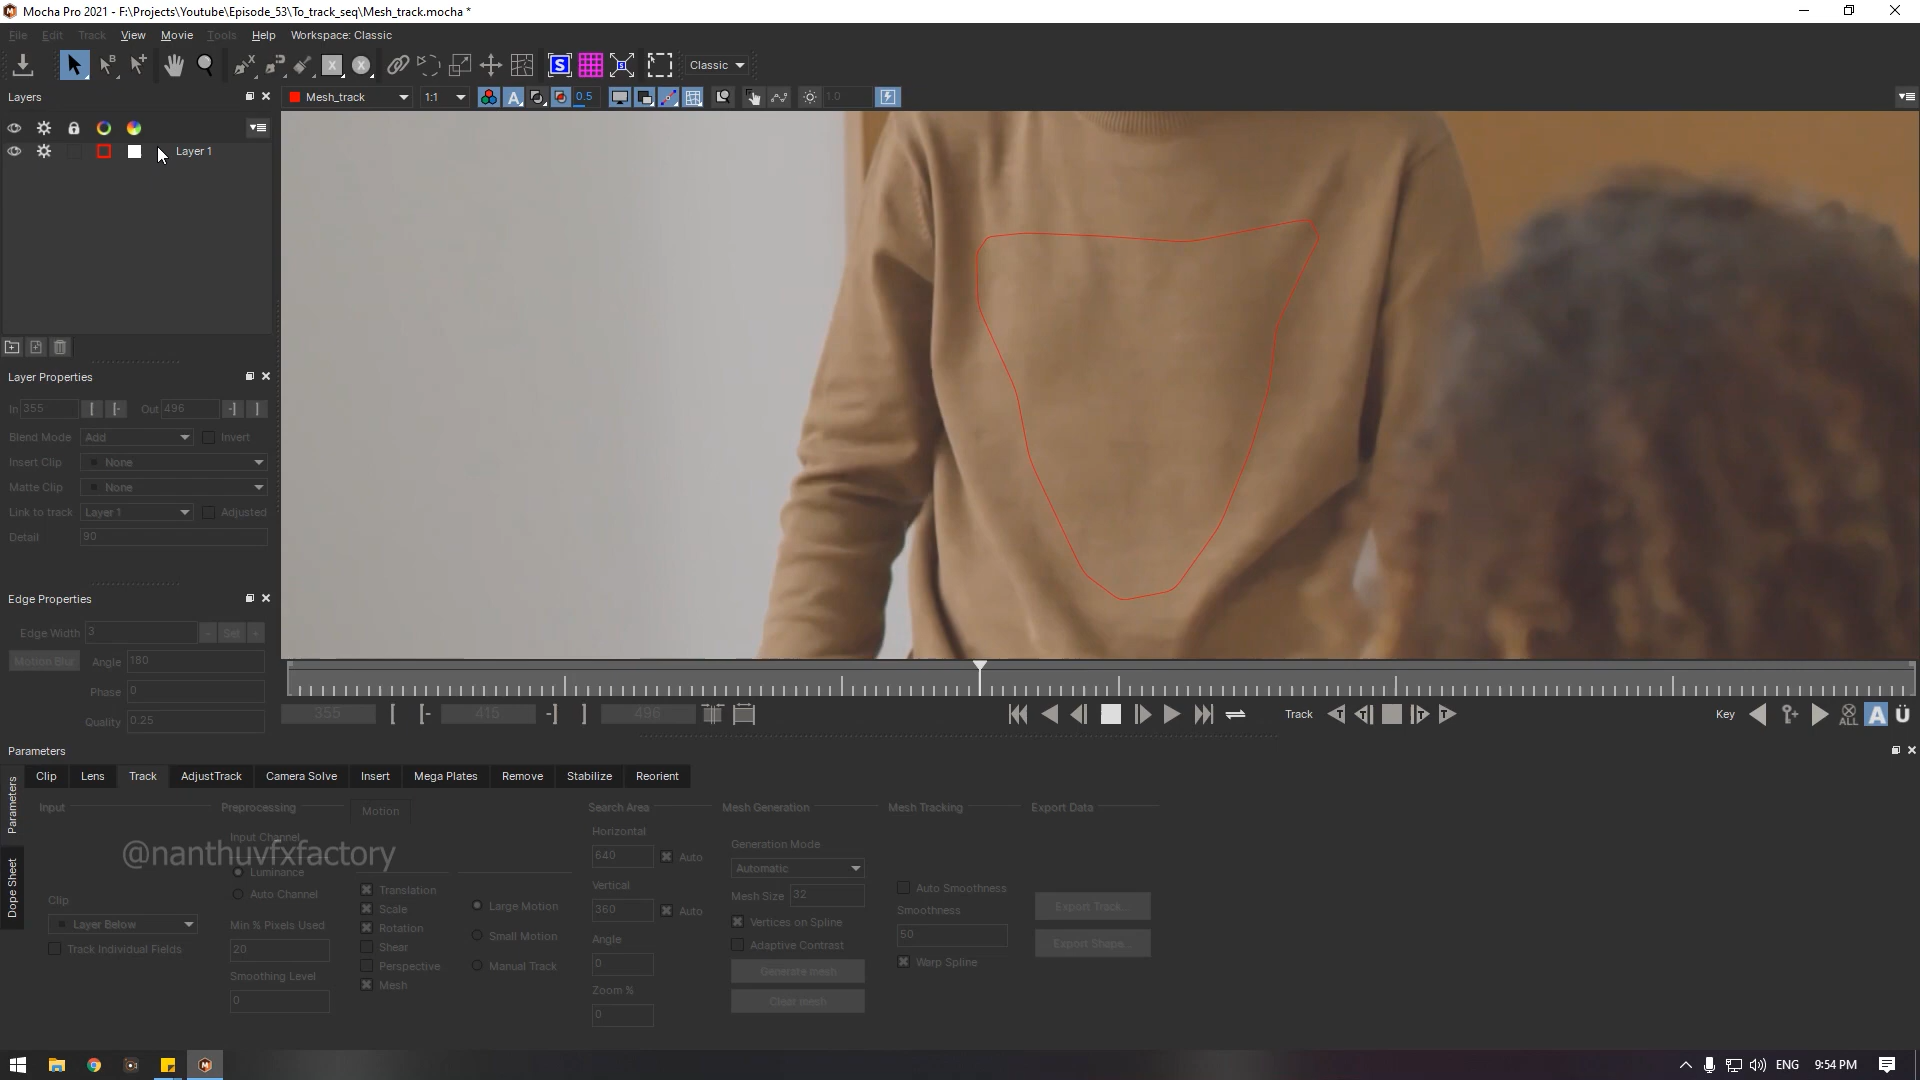 Mocha Pro 2021 - F:\Projects\Youtube\Episode_53\To_track_seq\Mesh_track.mocha *
File Edit Track View Movie Tools Help Workspace: Classic
Classic
Layers
Mesh_track 1:1 0.5 1.0
Layer 1
Layer Properties
In 355 Out 496
Blend Mode Add Invert
Insert Clip None
Matte Clip None
Link to track Layer 1 Adjusted
Detail 90
Edge Properties
Edge Width 3 - Set +
Motion Blur Angle 180
Phase 0
Quality 0.25
355 415 496 Track Key ALL
Parameters
Clip Lens Track AdjustTrack Camera Solve Insert Mega Plates Remove Stabilize Reorient
Parameters
Dope Sheet
Input
Clip
Layer Below
Track Individual Fields
Preprocessing
Input Channel
Luminance
Auto Channel
Min % Pixels Used
20
Smoothing Level
0
@nanthuvfxfactory
Motion
Translation
Scale
Rotation
Shear
Perspective
Mesh
Large Motion
Small Motion
Manual Track
Search Area
Horizontal
640 Auto
Vertical
360 Auto
Angle
0
Zoom %
0
Mesh Generation
Generation Mode
Automatic
Mesh Size 32
Vertices on Spline
Adaptive Contrast
Generate mesh
Clear mesh
Mesh Tracking
Auto Smoothness
Smoothness
50
Warp Spline
Export Data
Export Track...
Export Shape...
ENG 9:54 PM